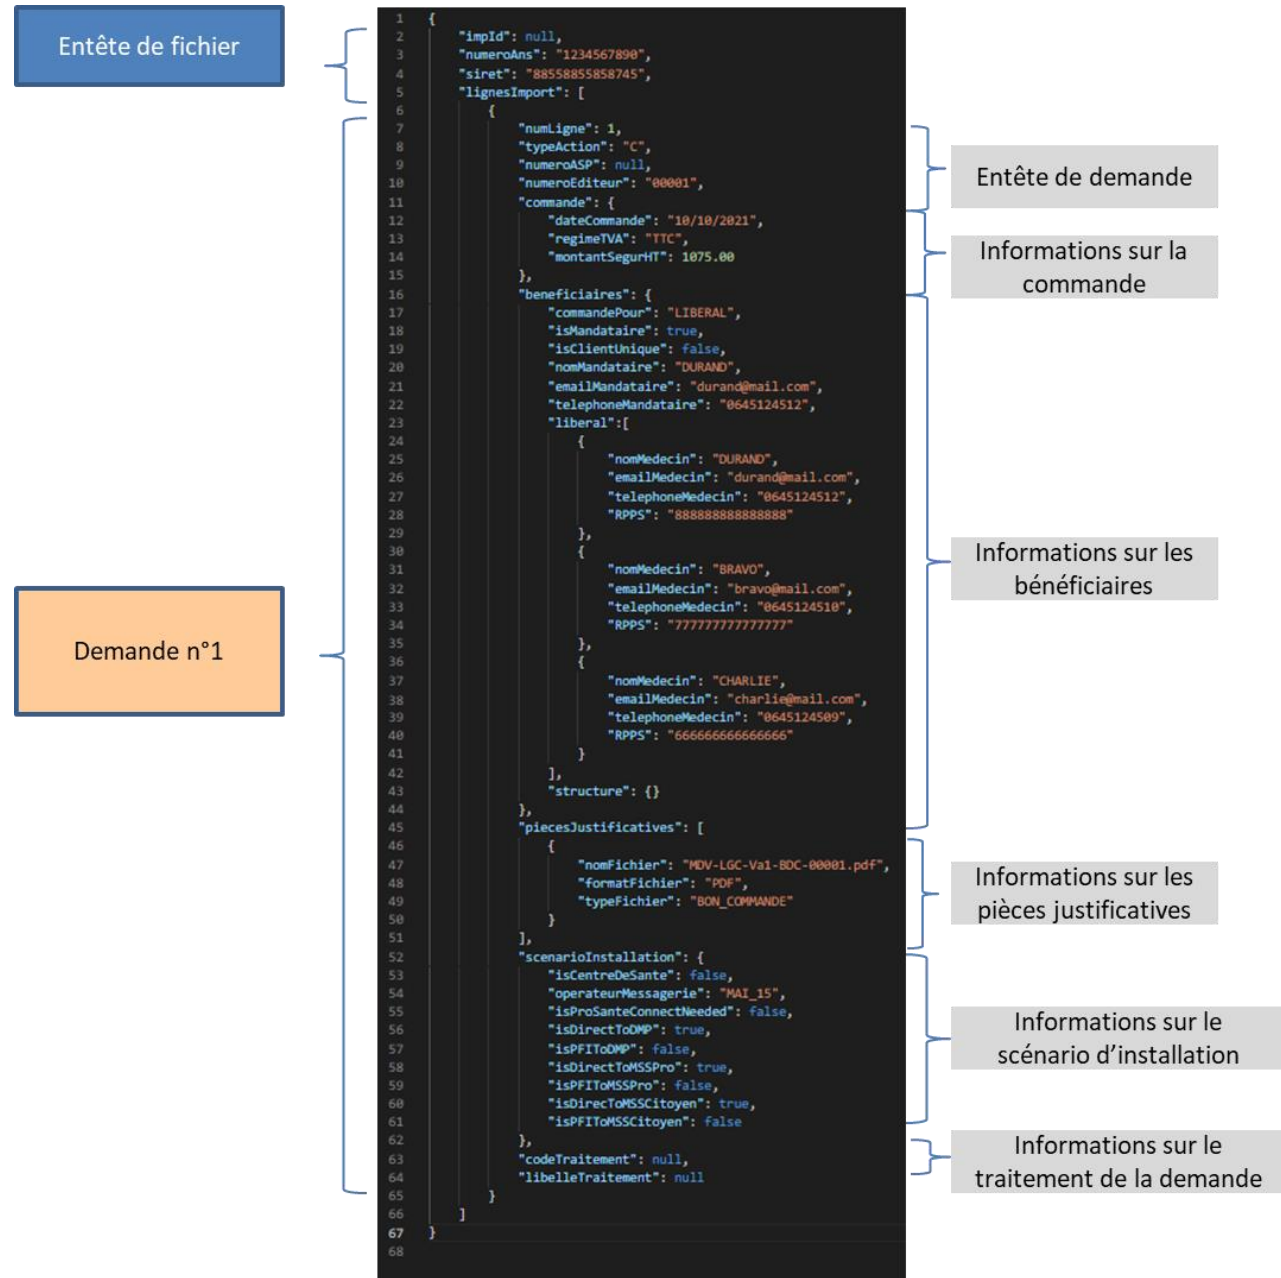 Entête de fichier
Demande n°1
1 {
2 "impId": null,
3 "numeroAns": "1234567890",
4 "siret": "88558855858745",
5 "lignesImport": [
6 {
7 "numLigne": 1,
8 "typeAction": "C",
9 "numeroASP": null,
10 "numeroEditeur": "00001",
11 "commande": {
12 "dateCommande": "10/10/2021",
13 "regimeTVA": "TTC",
14 "montantSegurHT": 1075.00
15 },
16 "beneficiaires": {
17 "commandePour": "LIBERAL",
18 "isMandataire": true,
19 "isClientUnique": false,
20 "nomMandataire": "DURAND",
21 "emailMandataire": "durand@mail.com",
22 "telephoneMandataire": "0645124512",
23 "liberal":[
24 {
25 "nomMedecin": "DURAND",
26 "emailMedecin": "durand@mail.com",
27 "telephoneMedecin": "0645124512",
28 "RPPS": "888888888888888"
29 },
30 {
31 "nomMedecin": "BRAVO",
32 "emailMedecin": "bravo@mail.com",
33 "telephoneMedecin": "0645124510",
34 "RPPS": "777777777777777"
35 },
36 {
37 "nomMedecin": "CHARLIE",
38 "emailMedecin": "charlie@mail.com",
39 "telephoneMedecin": "0645124509",
40 "RPPS": "666666666666666"
41 }
42 ],
43 "structure": {}
44 },
45 "piecesJustificatives": [
46 {
47 "nomFichier": "MDV-LGC-Va1-BDC-00001.pdf",
48 "formatFichier": "PDF",
49 "typeFichier": "BON_COMMANDE"
50 }
51 ],
52 "scenarioInstallation": {
53 "isCentreDeSante": false,
54 "operateurMessagerie": "MAI_15",
55 "isProSanteConnectNeeded": false,
56 "isDirectToDMP": true,
57 "isPFIToDMP": false,
58 "isDirectToMSSPro": true,
59 "isPFIToMSSPro": false,
60 "isDirecToMSSCitoyen": true,
61 "isPFIToMSSCitoyen": false
62 },
63 "codeTraitement": null,
64 "libelleTraitement": null
65 }
66 ]
67 }
68
Entête de demande
Informations sur la
commande
Informations sur les
bénéficiaires
Informations sur les
pièces justificatives
Informations sur le
scénario d'installation
Informations sur le
traitement de la demande